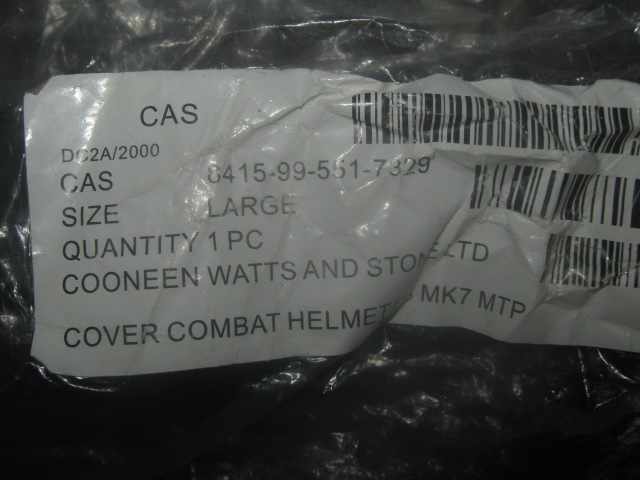 CAS
DC2A/2000
CAS 8415-99-551-7329
SIZE LARGE
QUANTITY 1 PC
COONEEN WATTS AND STONE LTD
COVER COMBAT HELMET MK7 MTP